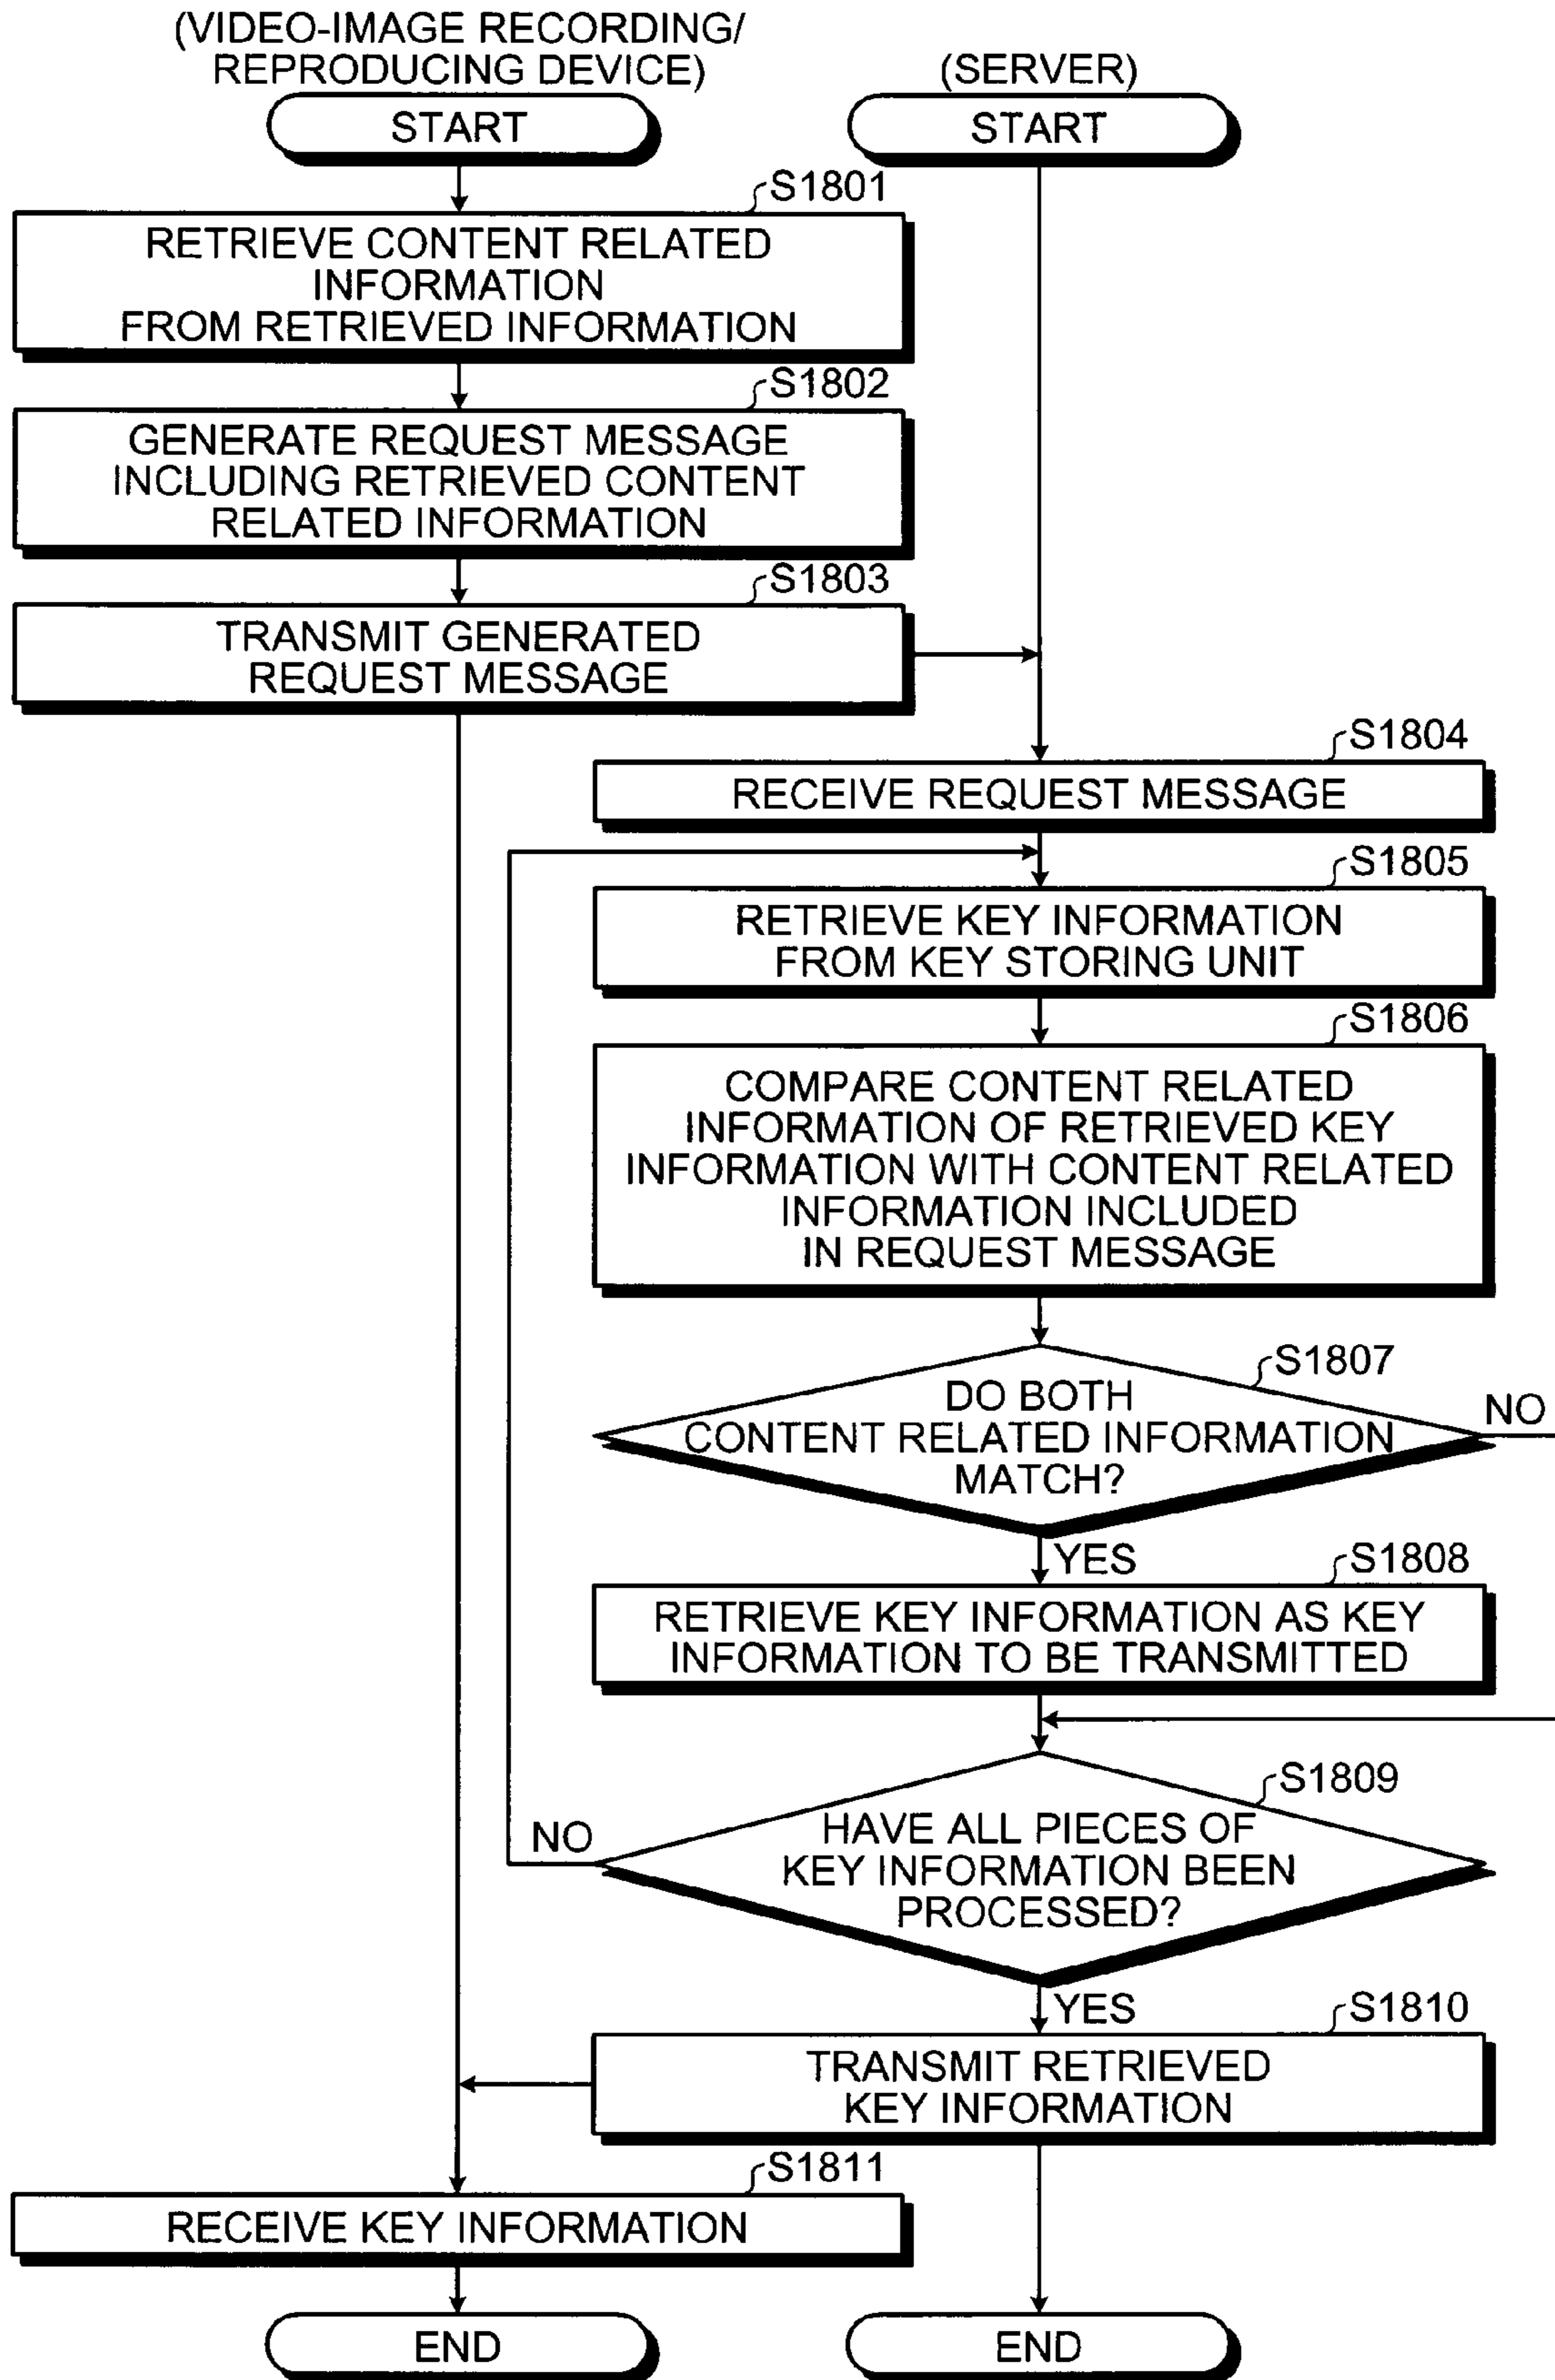 (VIDEO-IMAGE RECORDING/
REPRODUCING DEVICE)
(SERVER)
START
START
S1801
RETRIEVE CONTENT RELATED
INFORMATION
FROM RETRIEVED INFORMATION
S1802
GENERATE REQUEST MESSAGE
INCLUDING RETRIEVED CONTENT
RELATED INFORMATION
S1803
TRANSMIT GENERATED
REQUEST MESSAGE
S1804
RECEIVE REQUEST MESSAGE
S1805
RETRIEVE KEY INFORMATION
FROM KEY STORING UNIT
S1806
COMPARE CONTENT RELATED
INFORMATION OF RETRIEVED KEY
INFORMATION WITH CONTENT RELATED
INFORMATION INCLUDED
IN REQUEST MESSAGE
S1807
DO BOTH
CONTENT RELATED INFORMATION
MATCH?
NO
YES
S1808
RETRIEVE KEY INFORMATION AS KEY
INFORMATION TO BE TRANSMITTED
S1809
HAVE ALL PIECES OF
KEY INFORMATION BEEN
PROCESSED?
NO
YES
S1810
TRANSMIT RETRIEVED
KEY INFORMATION
S1811
RECEIVE KEY INFORMATION
END
END